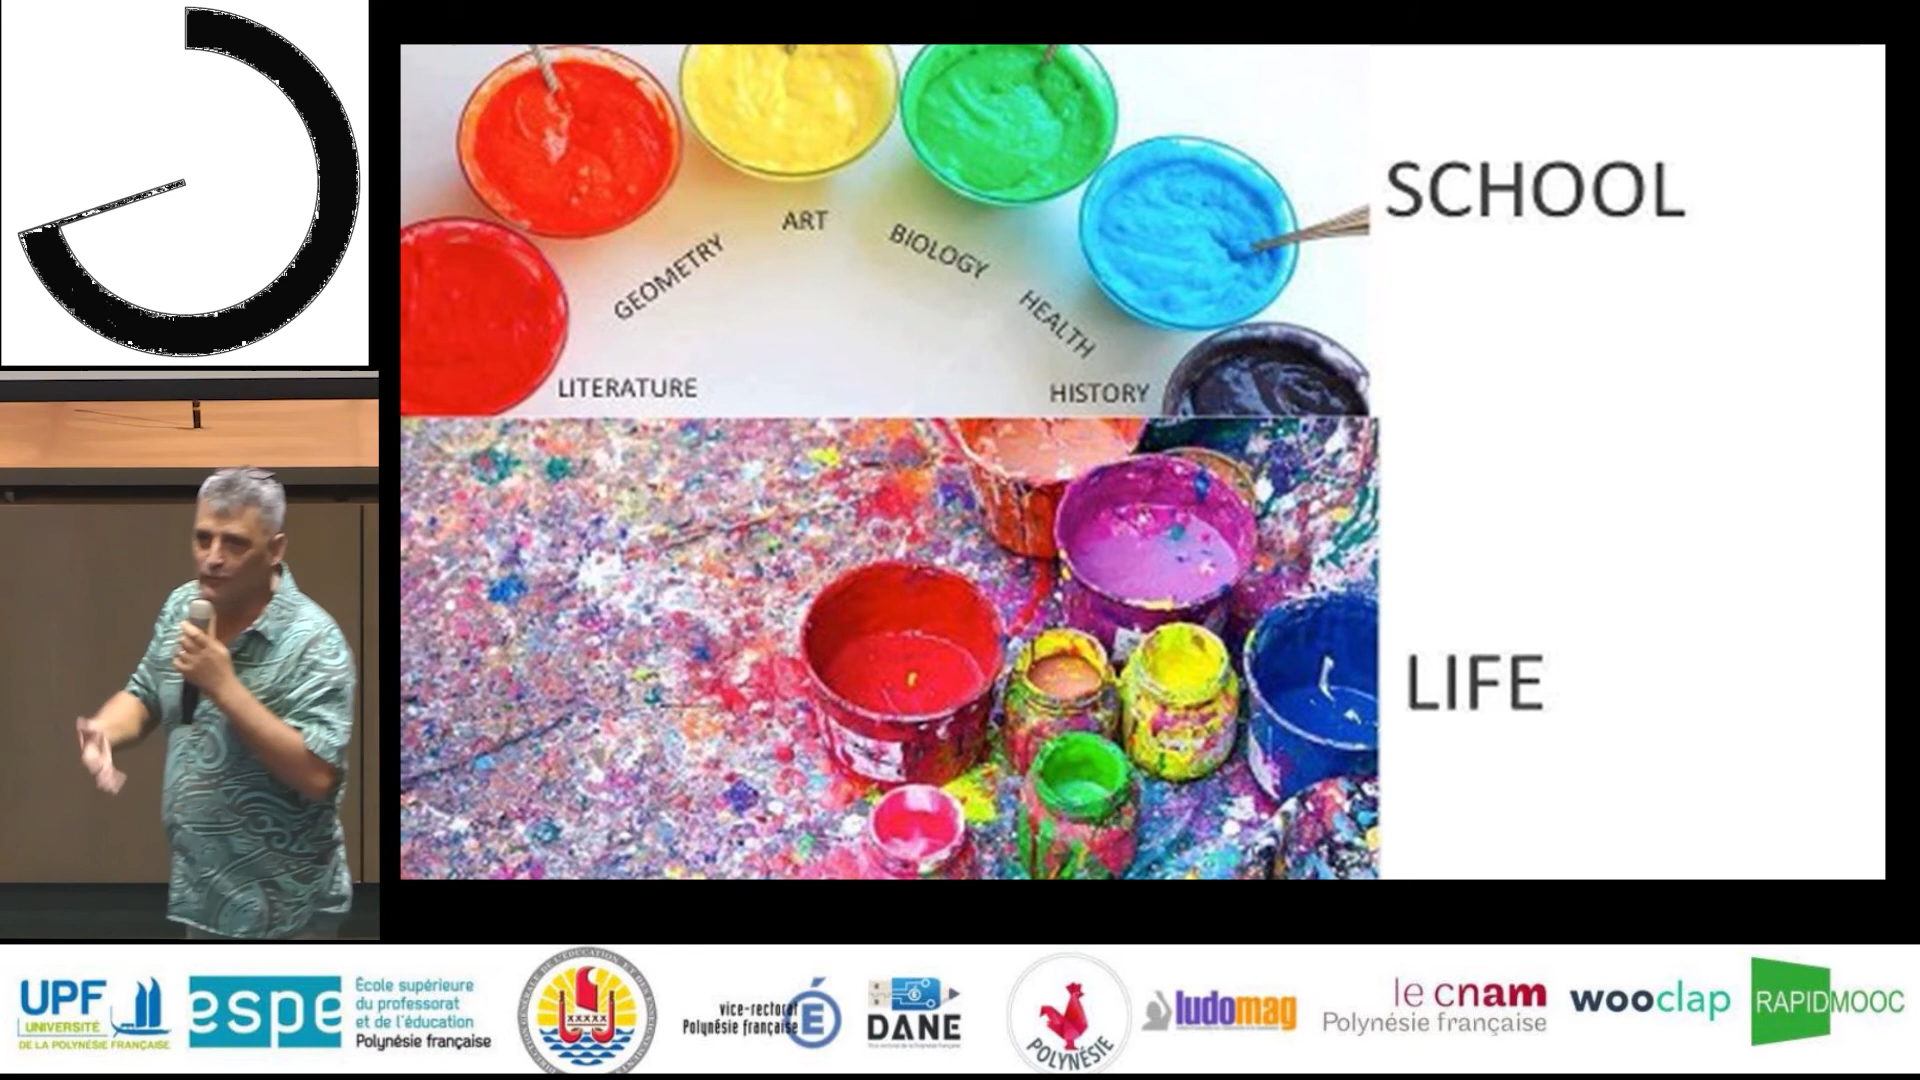 SCHOOL
ART
BIOLOGY
GEOMETRY
HEALTH
LITERATURE
HISTORY
LIFE
UPF
UNIVERSITÉ
DE LA POLYNÉSIE FRANÇAISE
espe
École supérieure
du professorat
et de l'éducation
Polynésie française
vice-rectorat
Polynésie française
É
DANE
POLYNÉSIE
ludomag
le cnam
Polynésie française
wooclap
RAPIDMOOC